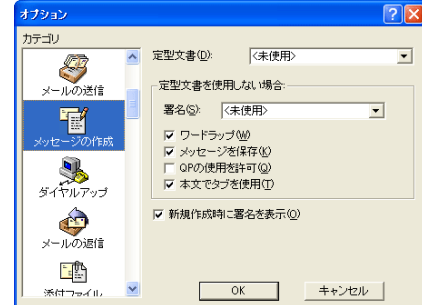 オプション
カテゴリ
メールの送信
メッセージの作成
ダイヤルアップ
メールの返信
添付ファイル
定型文書(D):
<未使用>
定型文書を使用しない場合:
署名(S):
<未使用>
ワードラップ(W)
メッセージを保存(K)
QPの使用を許可(Q)
本文でタブを使用(T)
新規作成時に署名を表示(O)
OK
キャンセル